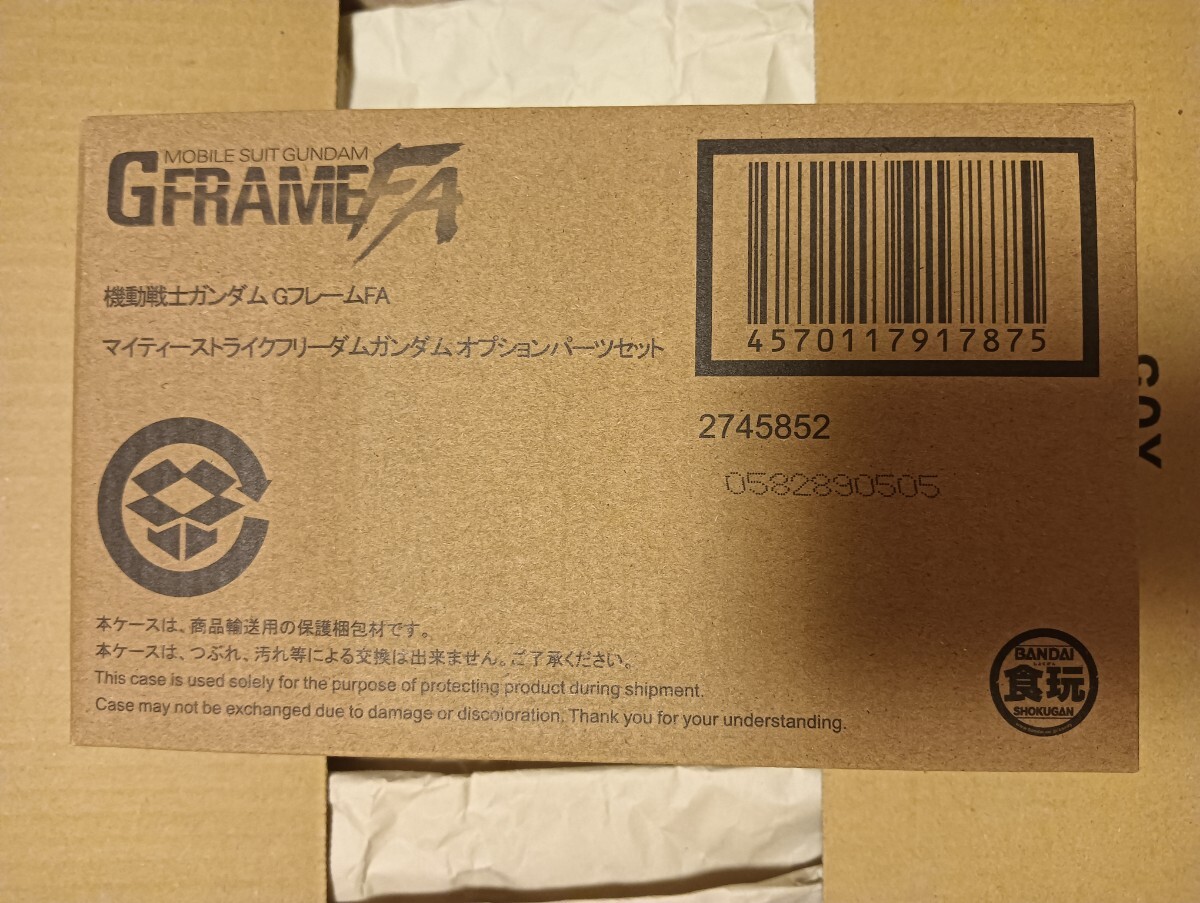 MOBILE SUIT GUNDAM
GFRAMEFA
機動戦士ガンダム GフレームFA
マイティーストライクフリーダムガンダム オプションパーツセット
4570117917875
2745852
0582890505
本ケースは、商品輸送用の保護梱包材です。
本ケースは、つぶれ、汚れ等による交換は出来ません。ご了承ください。
This case is used solely for the purpose of protecting product during shipment.
Case may not be exchanged due to damage or discoloration. Thank you for your understanding.
BANDAI
食玩
SHOKUGAN